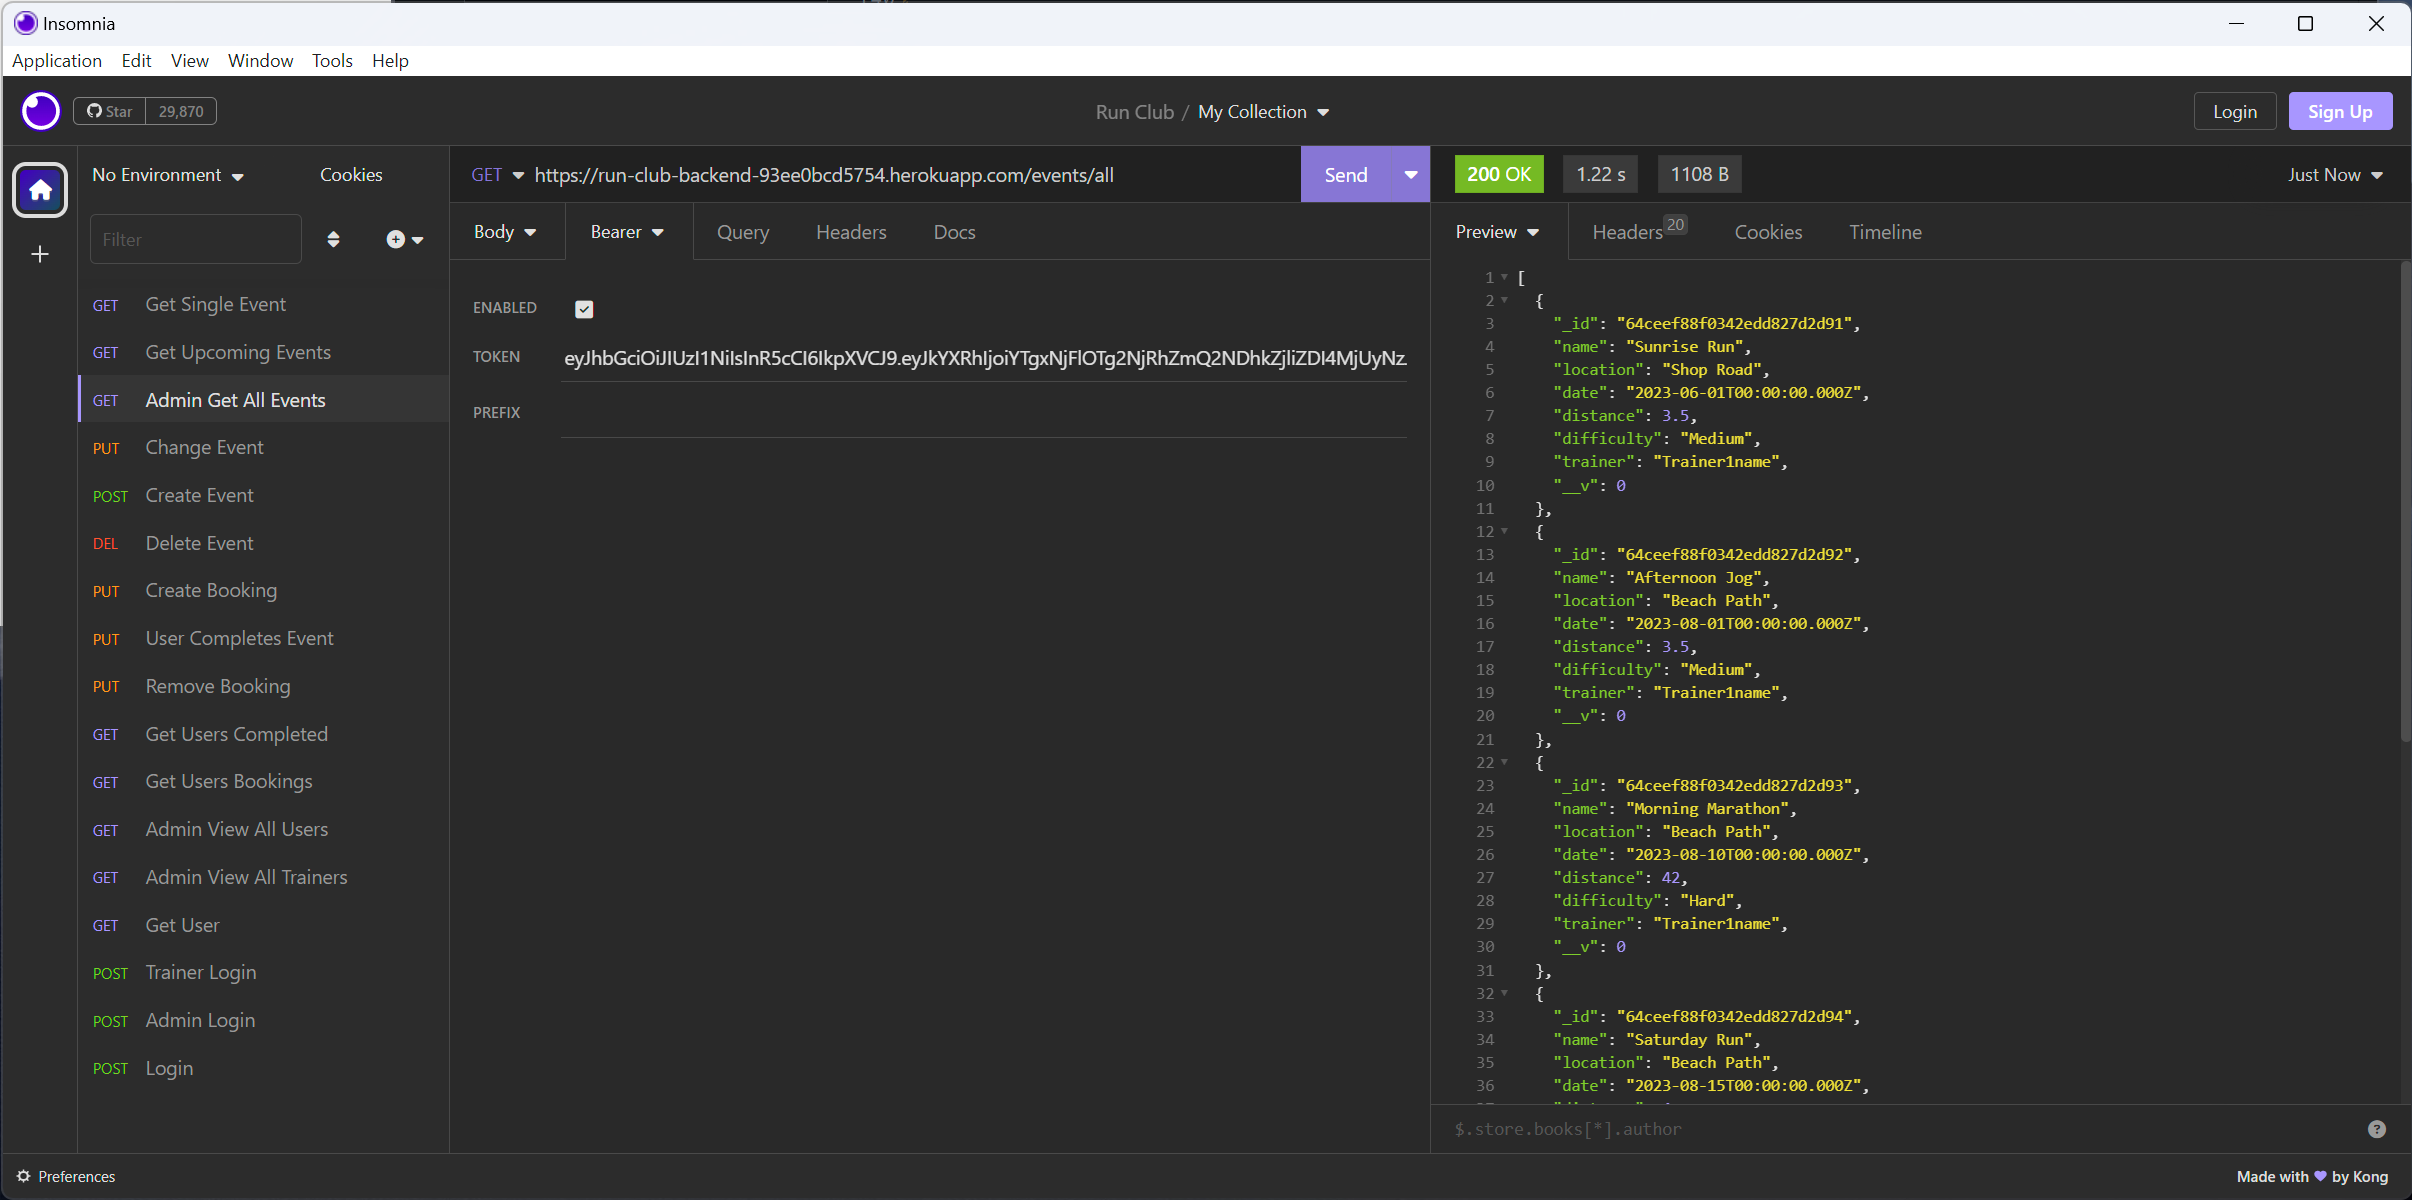 Insomnia
Application Edit View Window Tools Help
Star 29,870
Run Club / My Collection
Login Sign Up
No Environment Cookies
Filter
GET Get Single Event
GET Get Upcoming Events
GET Admin Get All Events
PUT Change Event
POST Create Event
DEL Delete Event
PUT Create Booking
PUT User Completes Event
PUT Remove Booking
GET Get Users Completed
GET Get Users Bookings
GET Admin View All Users
GET Admin View All Trainers
GET Get User
POST Trainer Login
POST Admin Login
POST Login
GET https://run-club-backend-93ee0bcd5754.herokuapp.com/events/all Send
Body Bearer Query Headers Docs
ENABLED
TOKEN eyJhbGciOiJIUzI1NiIsInR5cCI6IkpXVCJ9.eyJkYXRhIjoiYTgxNjFlOTg2NjRhZmQ2NDhkZjliZDI4MjUyNz
PREFIX
200 OK 1.22 s 1108 B Just Now
Preview Headers 20 Cookies Timeline
1 [
2 {
3 "_id": "64ceef88f0342edd827d2d91",
4 "name": "Sunrise Run",
5 "location": "Shop Road",
6 "date": "2023-06-01T00:00:00.000Z",
7 "distance": 3.5,
8 "difficulty": "Medium",
9 "trainer": "Trainer1name",
10 "__v": 0
11 },
12 {
13 "_id": "64ceef88f0342edd827d2d92",
14 "name": "Afternoon Jog",
15 "location": "Beach Path",
16 "date": "2023-08-01T00:00:00.000Z",
17 "distance": 3.5,
18 "difficulty": "Medium",
19 "trainer": "Trainer1name",
20 "__v": 0
21 },
22 {
23 "_id": "64ceef88f0342edd827d2d93",
24 "name": "Morning Marathon",
25 "location": "Beach Path",
26 "date": "2023-08-10T00:00:00.000Z",
27 "distance": 42,
28 "difficulty": "Hard",
29 "trainer": "Trainer1name",
30 "__v": 0
31 },
32 {
33 "_id": "64ceef88f0342edd827d2d94",
34 "name": "Saturday Run",
35 "location": "Beach Path",
36 "date": "2023-08-15T00:00:00.000Z",
$.store.books[*].author
Preferences
Made with by Kong